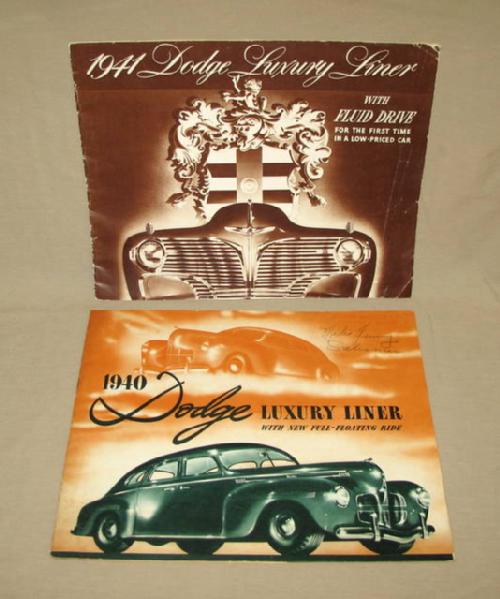 1941 Dodge Luxury Liner
WITH
FLUID DRIVE
FOR THE FIRST TIME
IN A LOW-PRICED CAR
1940 Dodge LUXURY LINER
WITH NEW FULL-FLOATING RIDE